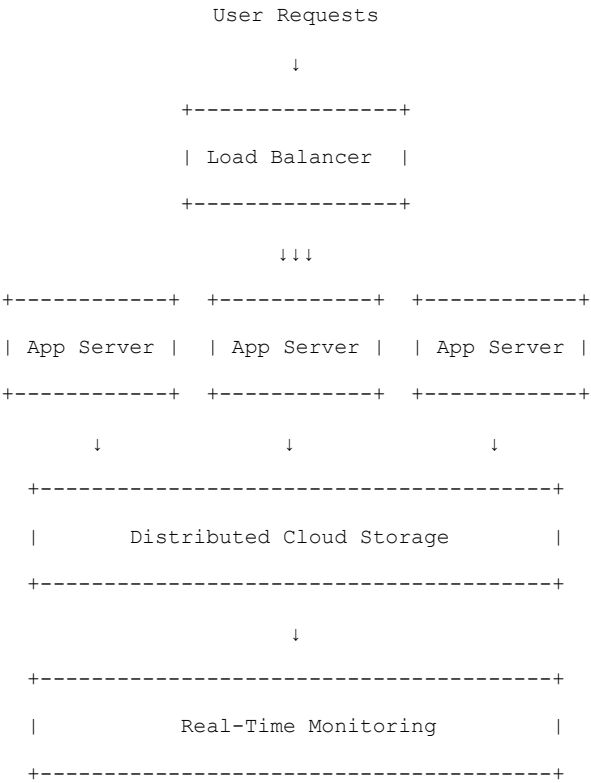 User Requests
↓
+----------------+
| Load Balancer  |
+----------------+
↓↓↓
+------------+  +------------+  +------------+
| App Server |  | App Server |  | App Server |
+------------+  +------------+  +------------+
↓              ↓               ↓
+----------------------------------------+
|       Distributed Cloud Storage        |
+----------------------------------------+
↓
+----------------------------------------+
|           Real-Time Monitoring         |
+----------------------------------------+